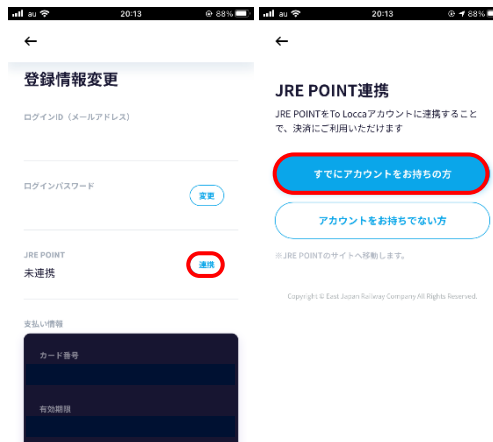 au 20:13 88%
登録情報変更
ログインID（メールアドレス）
ログインパスワード
変更
JRE POINT
未連携
連携
支払い情報
カード番号
有効期限
au 20:13 88%
JRE POINT連携
JRE POINTをTo Loccaアカウントに連携すること
で、決済にご利用いただけます
すでにアカウントをお持ちの方
アカウントをお持ちでない方
※JRE POINTのサイトへ移動します。
Copyright © East Japan Railway Company All Rights Reserved.